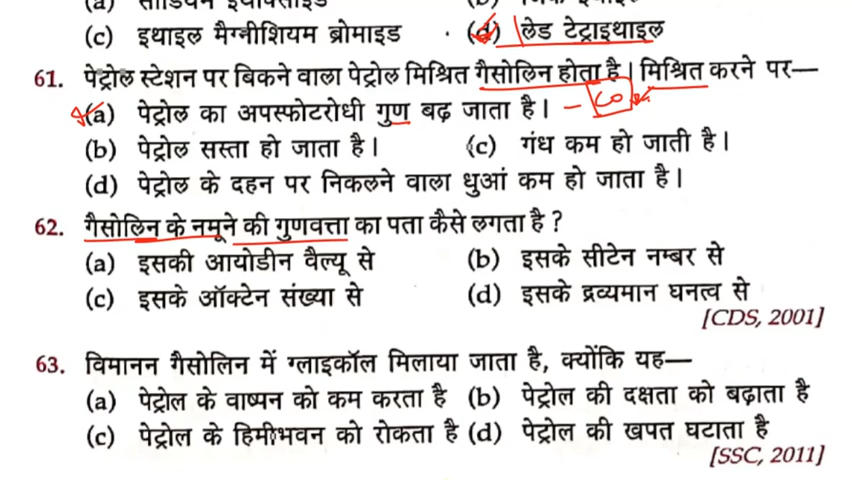 (c) इथाइल मैग्नीशियम ब्रोमाइड (d) लेड टेट्राइथाइल
61. पेट्रोल स्टेशन पर बिकने वाला पेट्रोल मिश्रित गैसोलिन होता है। मिश्रित करने पर—
(a) पेट्रोल का अपस्फोटरोधी गुण बढ़ जाता है। – CO
(b) पेट्रोल सस्ता हो जाता है। (c) गंध कम हो जाती है।
(d) पेट्रोल के दहन पर निकलने वाला धुआं कम हो जाता है।
62. गैसोलिन के नमूने की गुणवत्ता का पता कैसे लगता है ?
(a) इसकी आयोडीन वैल्यू से (b) इसके सीटेन नम्बर से
(c) इसके ऑक्टेन संख्या से (d) इसके द्रव्यमान घनत्व से
[CDS, 2001]
63. विमानन गैसोलिन में ग्लाइकॉल मिलाया जाता है, क्योंकि यह—
(a) पेट्रोल के वाष्पन को कम करता है (b) पेट्रोल की दक्षता को बढ़ाता है
(c) पेट्रोल के हिमीभवन को रोकता है (d) पेट्रोल की खपत घटाता है
[SSC, 2011]